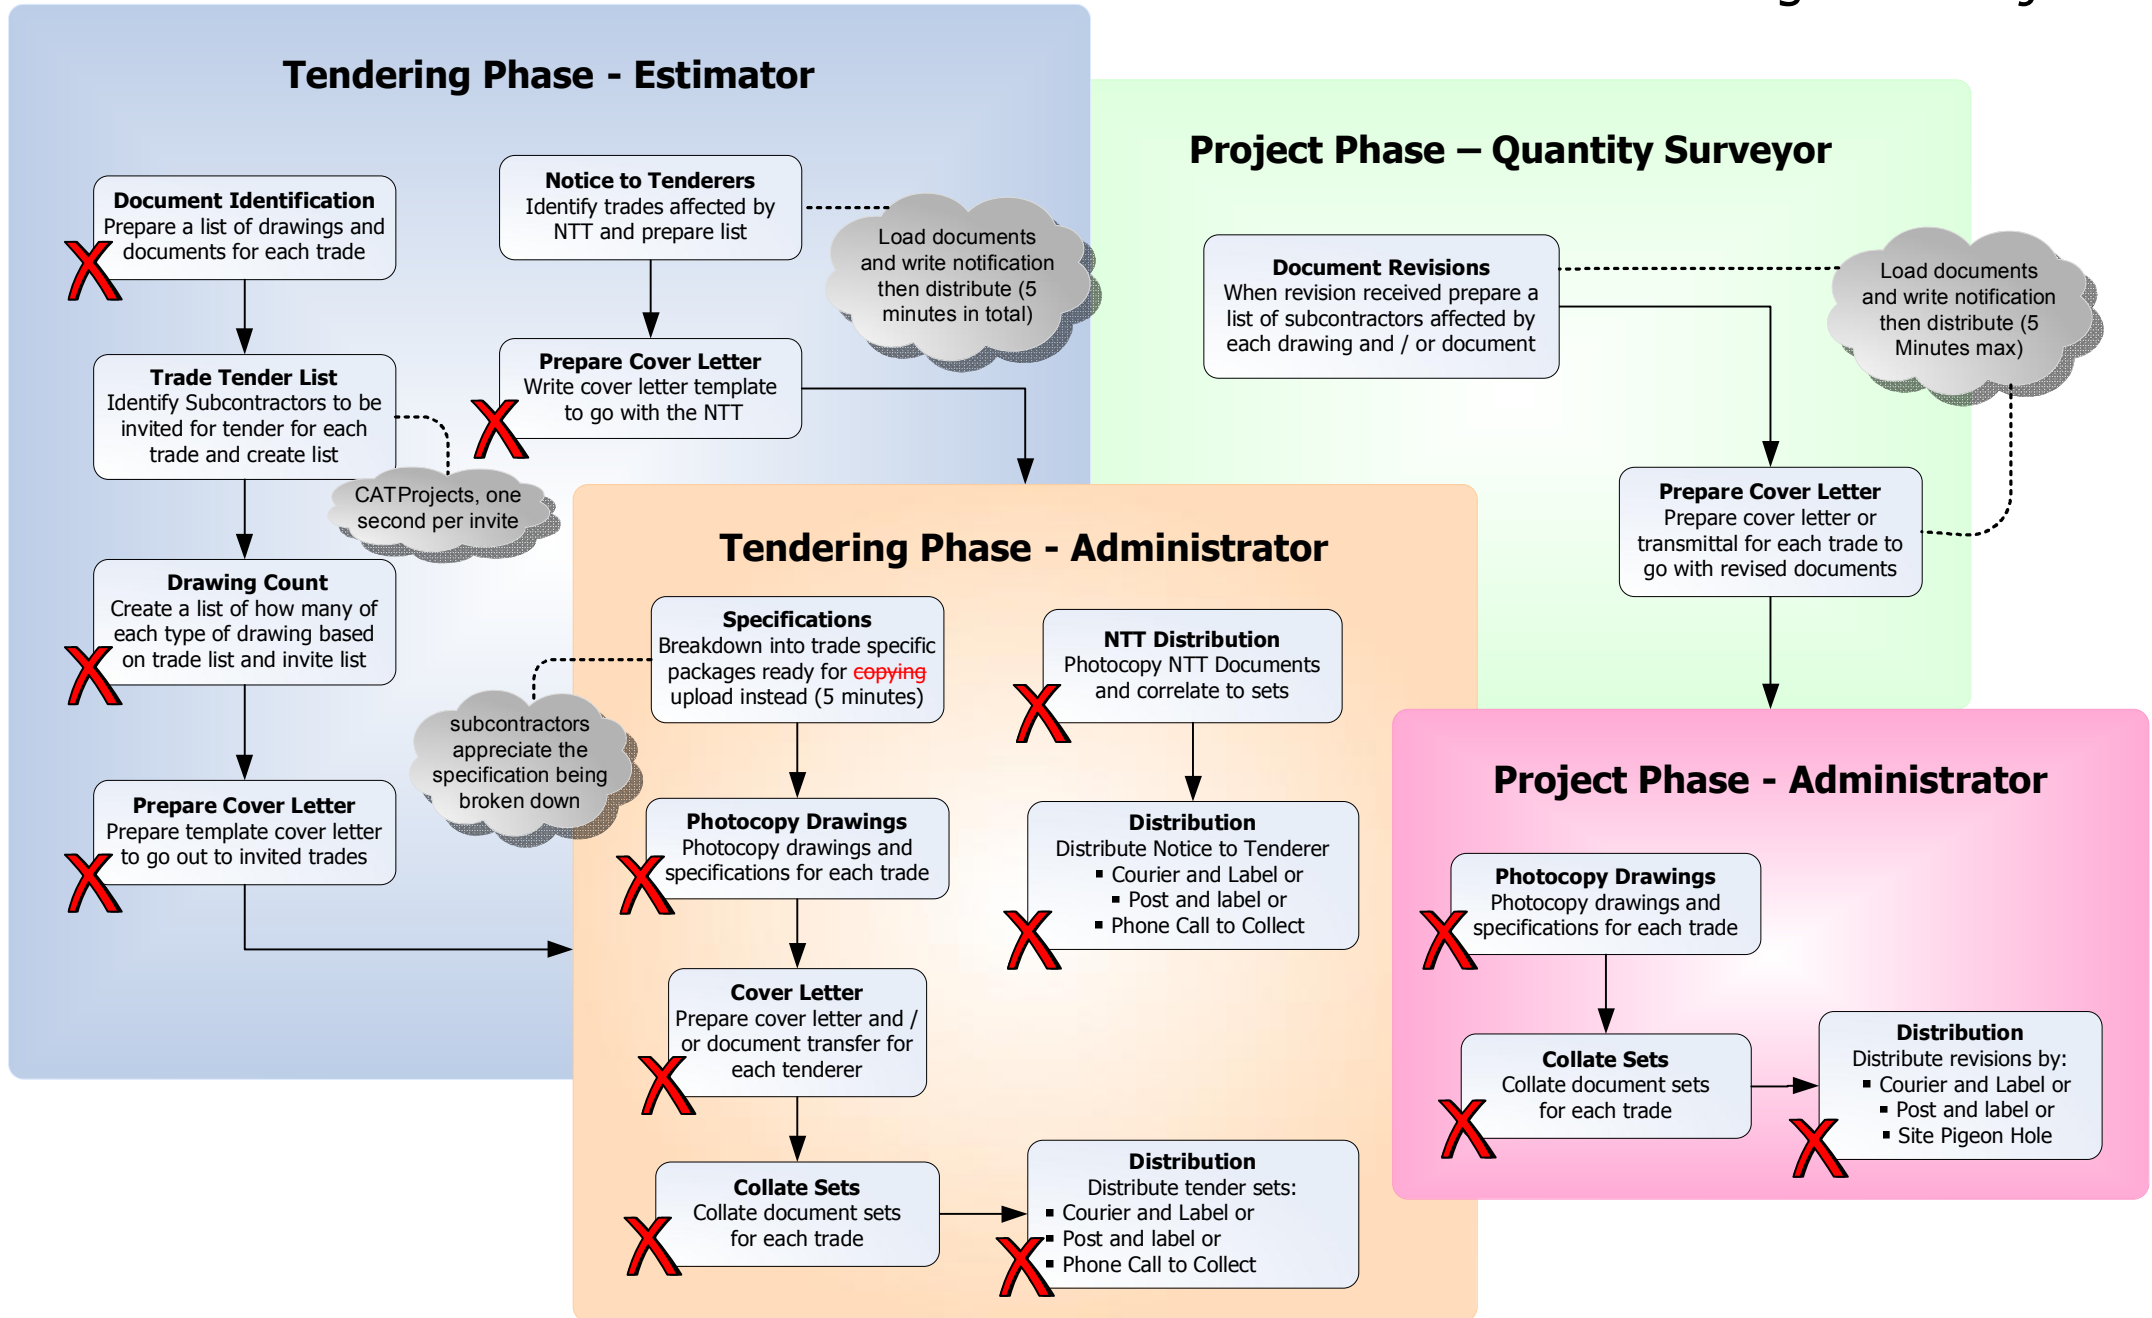 Tendering Phase - Estimator
Document Identification
Prepare a list of drawings and
documents for each trade
Trade Tender List
Identify Subcontractors to be
invited for tender for each
trade and create list
CATProjects, one
second per invite
Drawing Count
Create a list of how many of
each type of drawing based
on trade list and invite list
Prepare Cover Letter
Prepare template cover letter
to go out to invited trades
Notice to Tenderers
Identify trades affected by
NTT and prepare list
Load documents
and write notification
then distribute (5
minutes in total)
Prepare Cover Letter
Write cover letter template
to go with the NTT
Project Phase – Quantity Surveyor
Document Revisions
When revision received prepare a
list of subcontractors affected by
each drawing and / or document
Load documents
and write notification
then distribute (5
Minutes max)
Prepare Cover Letter
Prepare cover letter or
transmittal for each trade to
go with revised documents
Tendering Phase - Administrator
Specifications
Breakdown into trade specific
packages ready for copying
upload instead (5 minutes)
subcontractors
appreciate the
specification being
broken down
Photocopy Drawings
Photocopy drawings and
specifications for each trade
Cover Letter
Prepare cover letter and /
or document transfer for
each tenderer
Collate Sets
Collate document sets
for each trade
NTT Distribution
Photocopy NTT Documents
and correlate to sets
Distribution
Distribute Notice to Tenderer
▪ Courier and Label or
▪ Post and label or
▪ Phone Call to Collect
Distribution
Distribute tender sets:
▪ Courier and Label or
▪ Post and label or
▪ Phone Call to Collect
Project Phase - Administrator
Photocopy Drawings
Photocopy drawings and
specifications for each trade
Collate Sets
Collate document sets
for each trade
Distribution
Distribute revisions by:
▪ Courier and Label or
▪ Post and label or
▪ Site Pigeon Hole